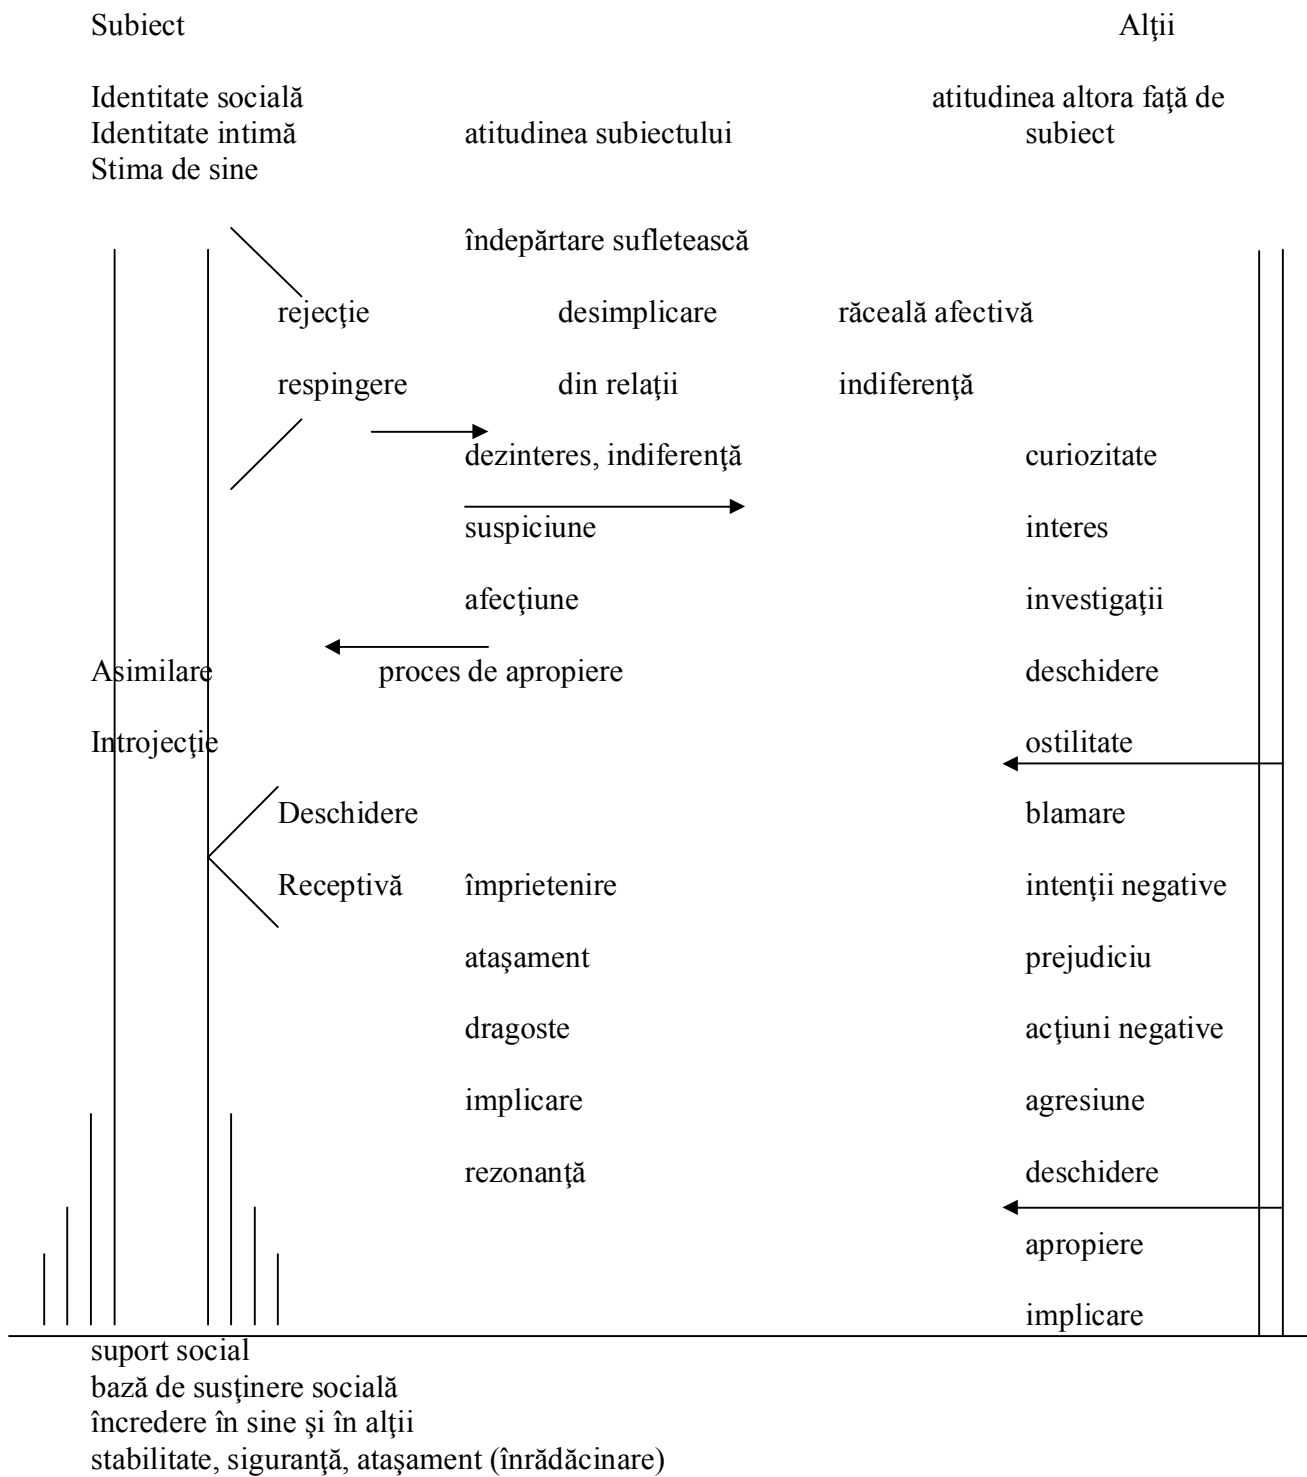 Subiect Alţii
Identitate socială atitudinea altora faţă de
Identitate intimă atitudinea subiectului subiect
Stima de sine
îndepărtare sufletească
rejecţie desimplicare răceală afectivă
respingere din relaţii indiferenţă
dezinteres, indiferenţă curiozitate
suspiciune interes
afecţiune investigaţii
Asimilare proces de apropiere deschidere
Introjecţie ostilitate
Deschidere blamare
Receptivă împrietenire intenţii negative
ataşament prejudiciu
dragoste acţiuni negative
implicare agresiune
rezonanţă deschidere
apropiere
implicare
suport social
bază de susţinere socială
încredere în sine şi în alţii
stabilitate, siguranţă, ataşament (înrădăcinare)